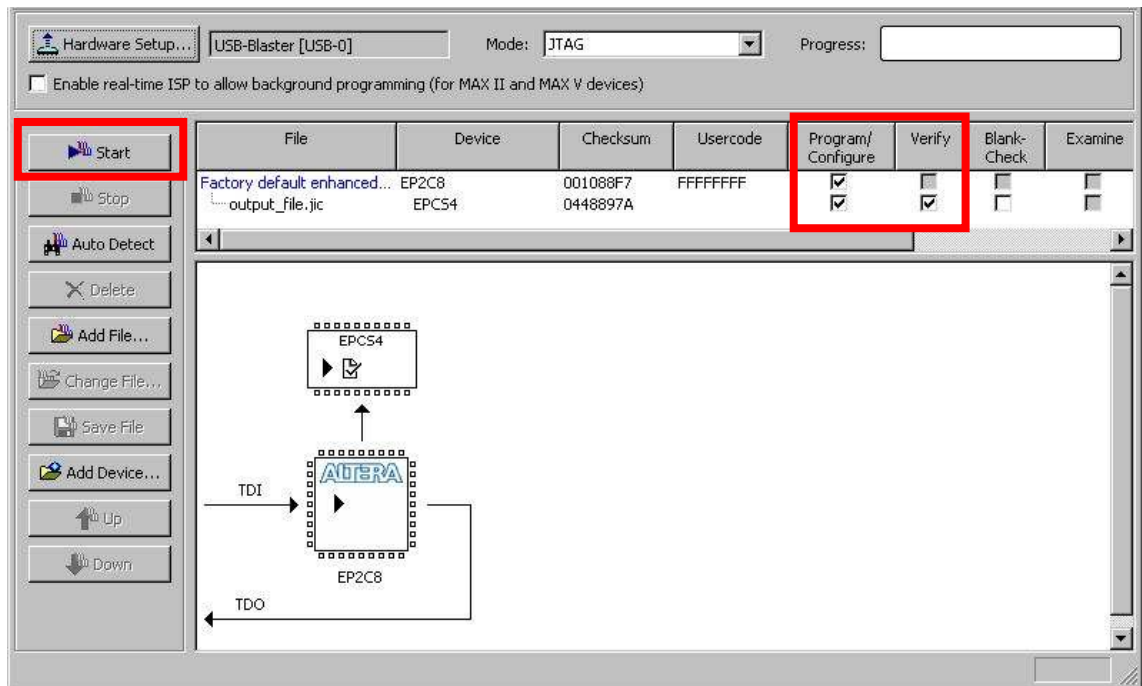 Hardware Setup... USB-Blaster [USB-0] Mode: JTAG Progress:
Enable real-time ISP to allow background programming (for MAX II and MAX V devices)
Start
Stop
Auto Detect
Delete
Add File...
Change File...
Save File
Add Device...
Up
Down
File Device Checksum Usercode Program/ Configure Verify Blank- Check Examine
Factory default enhanced... EP2C8 001088F7 FFFFFFFF
output_file.jic EPCS4 0448897A
EPCS4
ALTERA
TDI
EP2C8
TDO